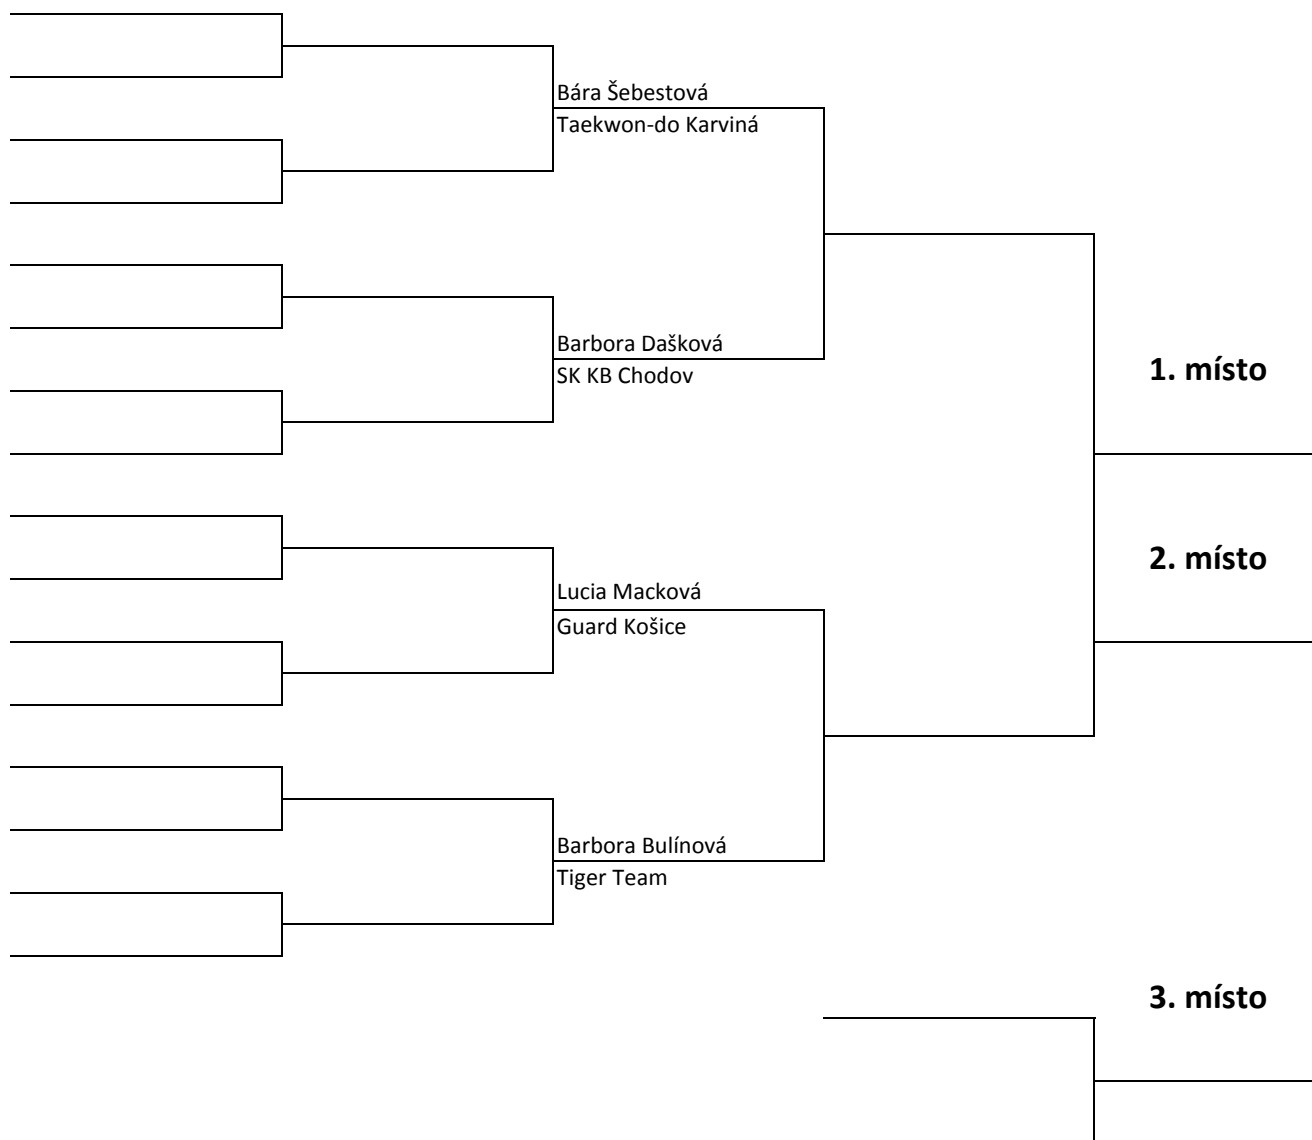 Bára Šebestová
Taekwon-do Karviná
Barbora Dašková
SK KB Chodov
1. místo
2. místo
Lucia Macková
Guard Košice
Barbora Bulínová
Tiger Team
3. místo